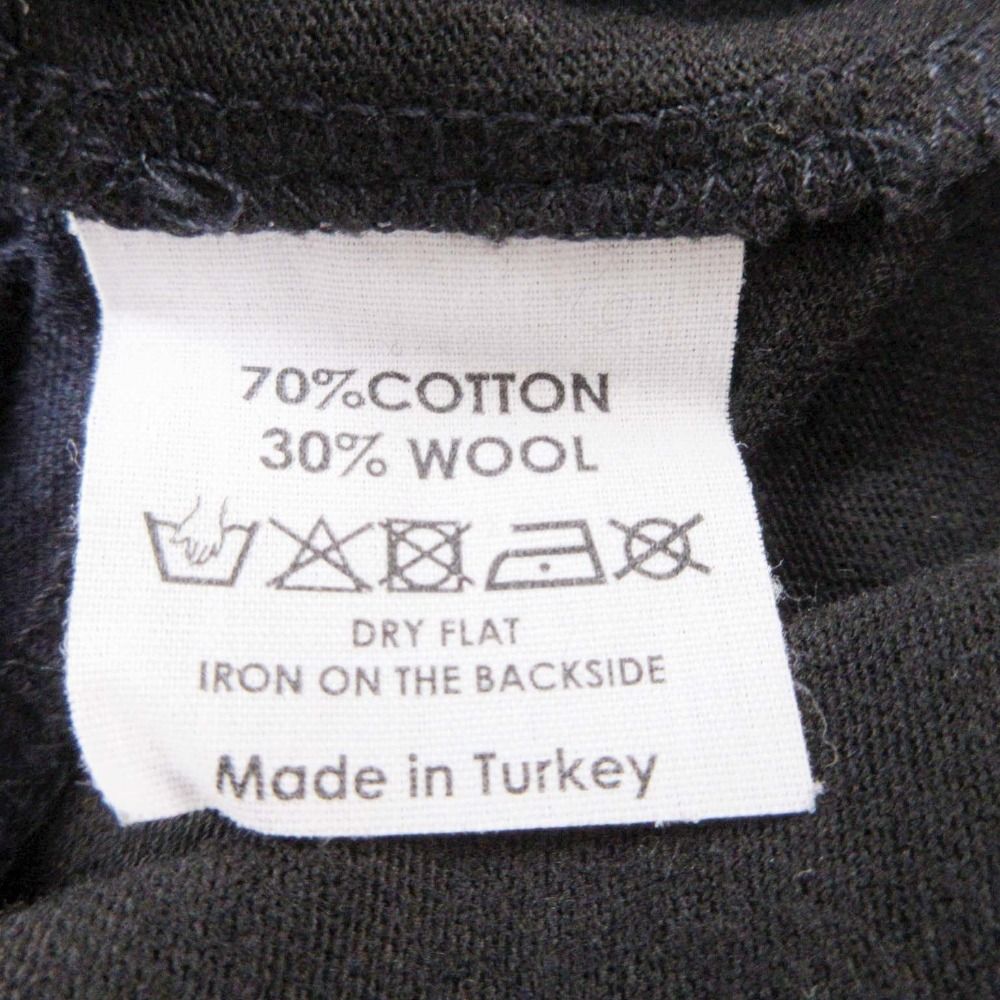 70%COTTON
30% WOOL
DRY FLAT
IRON ON THE BACKSIDE
Made in Turkey